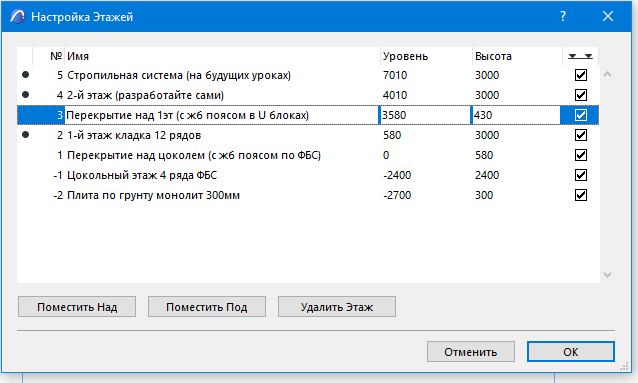 Настройка Этажей
№ Имя Уровень Высота
5 Стропильная система (на будущих уроках) 7010 3000
4 2-й этаж (разработайте сами) 4010 3000
3 Перекрытие над 1эт (с жб поясом в U блоках) 3580 430
2 1-й этаж кладка 12 рядов 580 3000
1 Перекрытие над цоколем (с жб поясом по ФБС) 0 580
-1 Цокольный этаж 4 ряда ФБС -2400 2400
-2 Плита по грунту монолит 300мм -2700 300
Поместить Над Поместить Под Удалить Этаж
Отменить OK